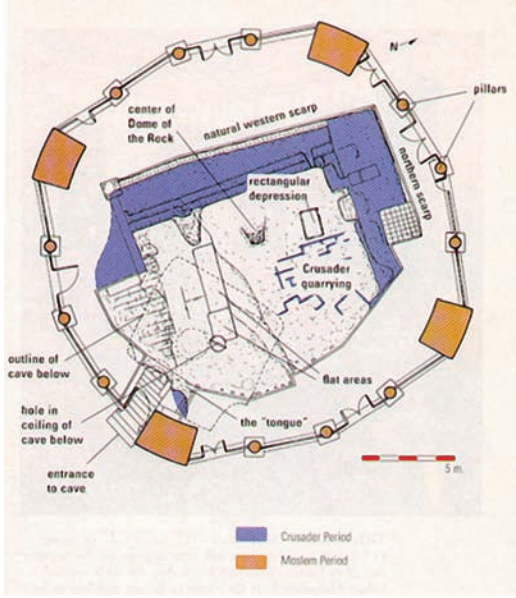 N
pillars
center of
Dome of
the Rock
natural western scarp
northern scarp
rectangular
depression
Crusader
quarrying
outline of
cave below
flat areas
hole in
ceiling of
cave below
the "tongue"
entrance
to cave
5 m.
Crusader Period
Moslem Period